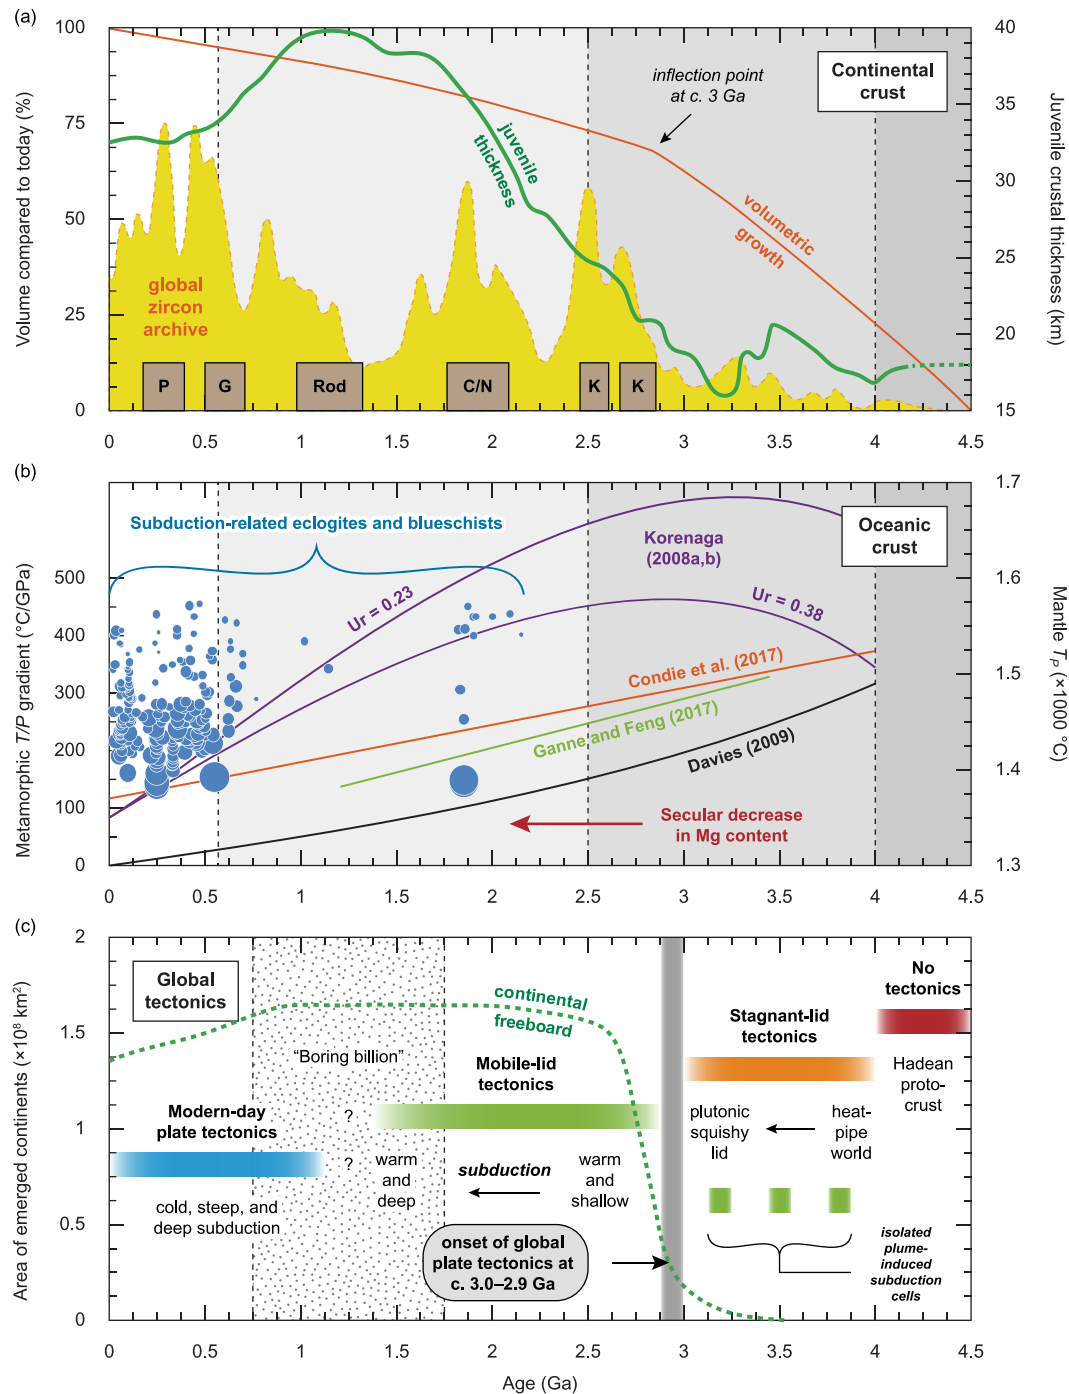 (a)
100
75
50
25
0
Volume compared to today (%)
40
35
30
25
20
15
Juvenile crustal thickness (km)
Continental
crust
inflection point
at c. 3 Ga
juvenile
thickness
volumetric
growth
global
zircon
archive
P
G
Rod
C/N
K
K
0
0.5
1
1.5
2
2.5
3
3.5
4
4.5
(b)
500
400
300
200
150
100
0
Metamorphic T/P gradient (°C/GPa)
1.7
1.6
1.5
1.4
1.3
Mantle TP (×1000 °C)
Subduction-related eclogites and blueschists
Oceanic
crust
Korenaga
(2008a,b)
Ur = 0.23
Ur = 0.38
Condie et al. (2017)
Ganne and Feng (2017)
Davies (2009)
Secular decrease
in Mg content
0
0.5
1
1.5
2
2.5
3
3.5
4
4.5
(c)
2
1.5
1
0.5
0
Area of emerged continents (×10⁸ km²)
Global
tectonics
continental
freeboard
No
tectonics
Stagnant-lid
tectonics
"Boring billion"
Mobile-lid
tectonics
Hadean
proto-
crust
Modern-day
plate tectonics
?
?
plutonic
squishy
lid
heat-
pipe
world
warm
and
deep
subduction
warm
and
shallow
cold, steep, and
deep subduction
onset of global
plate tectonics at
c. 3.0–2.9 Ga
isolated
plume-
induced
subduction
cells
0
0.5
1
1.5
2
2.5
3
3.5
4
4.5
Age (Ga)